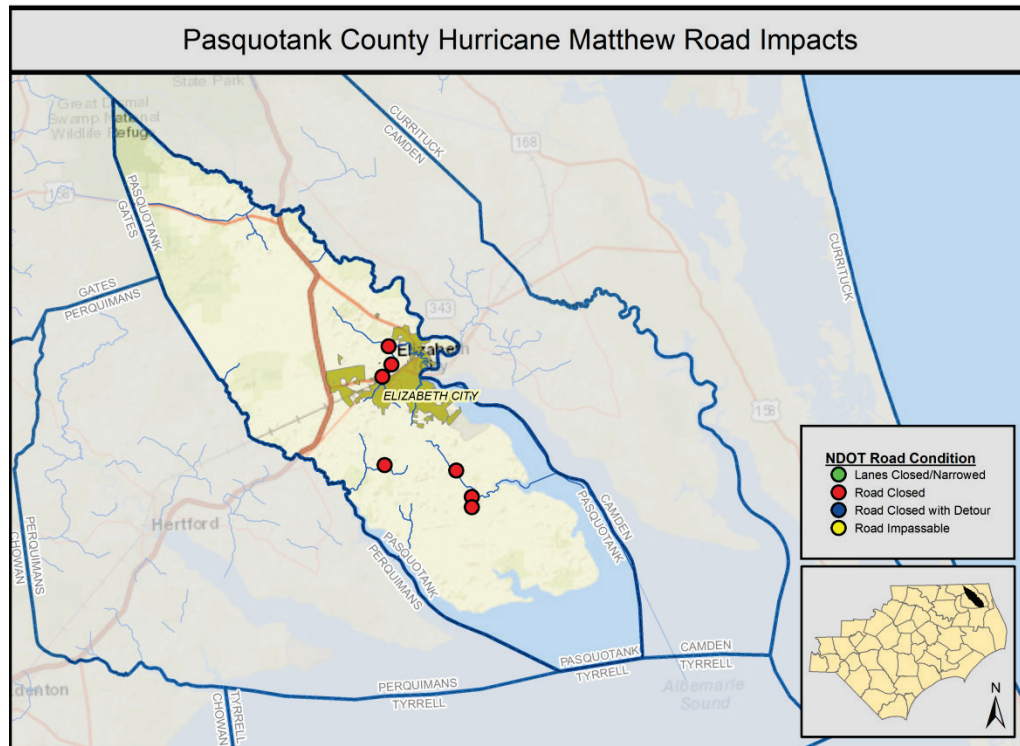 Pasquotank County Hurricane Matthew Road Impacts
State Park
Great Dismal
Swamp National
Wildlife Refug
158
PASQUOTANK
GATES
GATES
PERQUIMANS
CURRITUCK
CAMDEN
168
CURRITUCK
343
Elizabeth
City
ELIZABETH CITY
158
Hertford
PERQUIMANS
CHOWAN
PASQUOTANK
PERQUIMANS
CAMDEN
PASQUOTANK
NDOT Road Condition
Lanes Closed/Narrowed
Road Closed
Road Closed with Detour
Road Impassable
PASQUOTANK
TYRRELL
CAMDEN
TYRRELL
PERQUIMANS
TYRRELL
denton
TYRRELL
CHOWAN
Albemarle
Sound
N